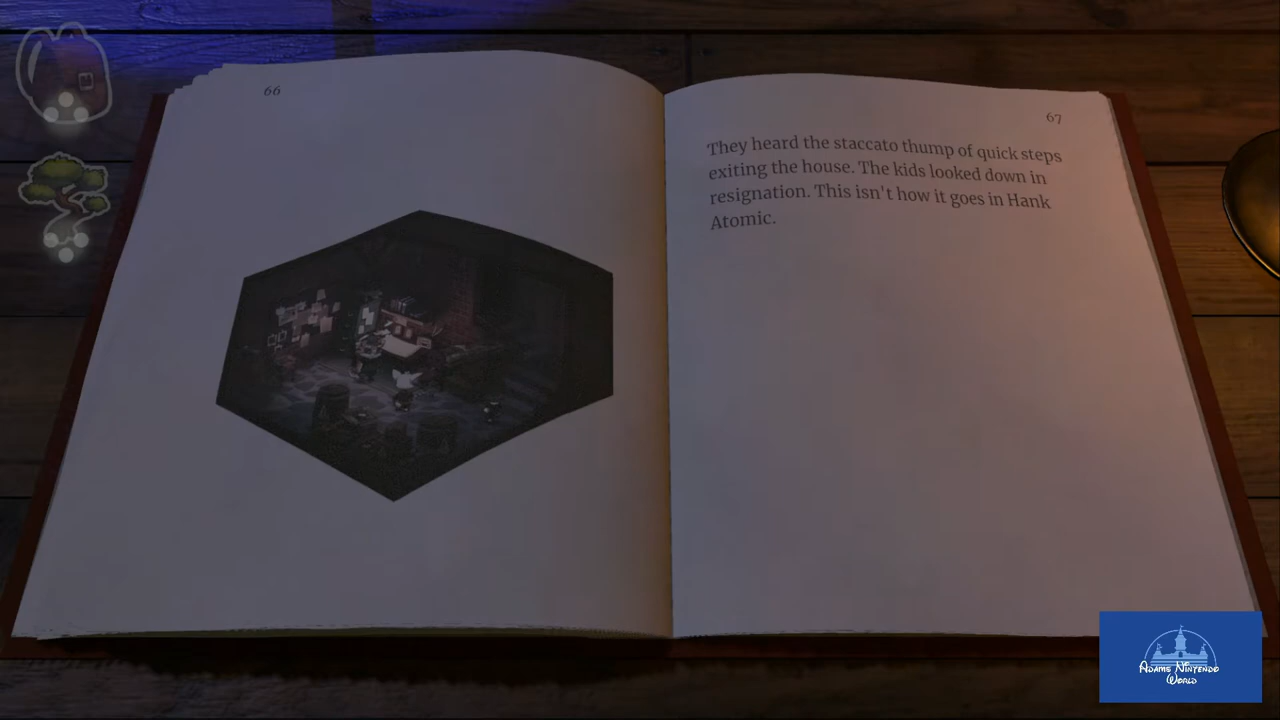 66
67
They heard the staccato thump of quick steps
exiting the house. The kids looked down in
resignation. This isn't how it goes in Hank
Atomic.
Adams Nintendo
World